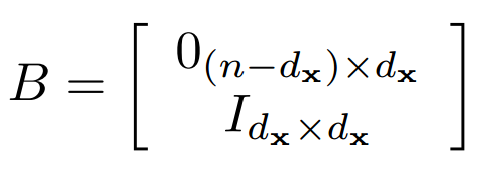 B = [ 0_{(n−d_𝐱)×d_𝐱}
I_{d_𝐱×d_𝐱} ]